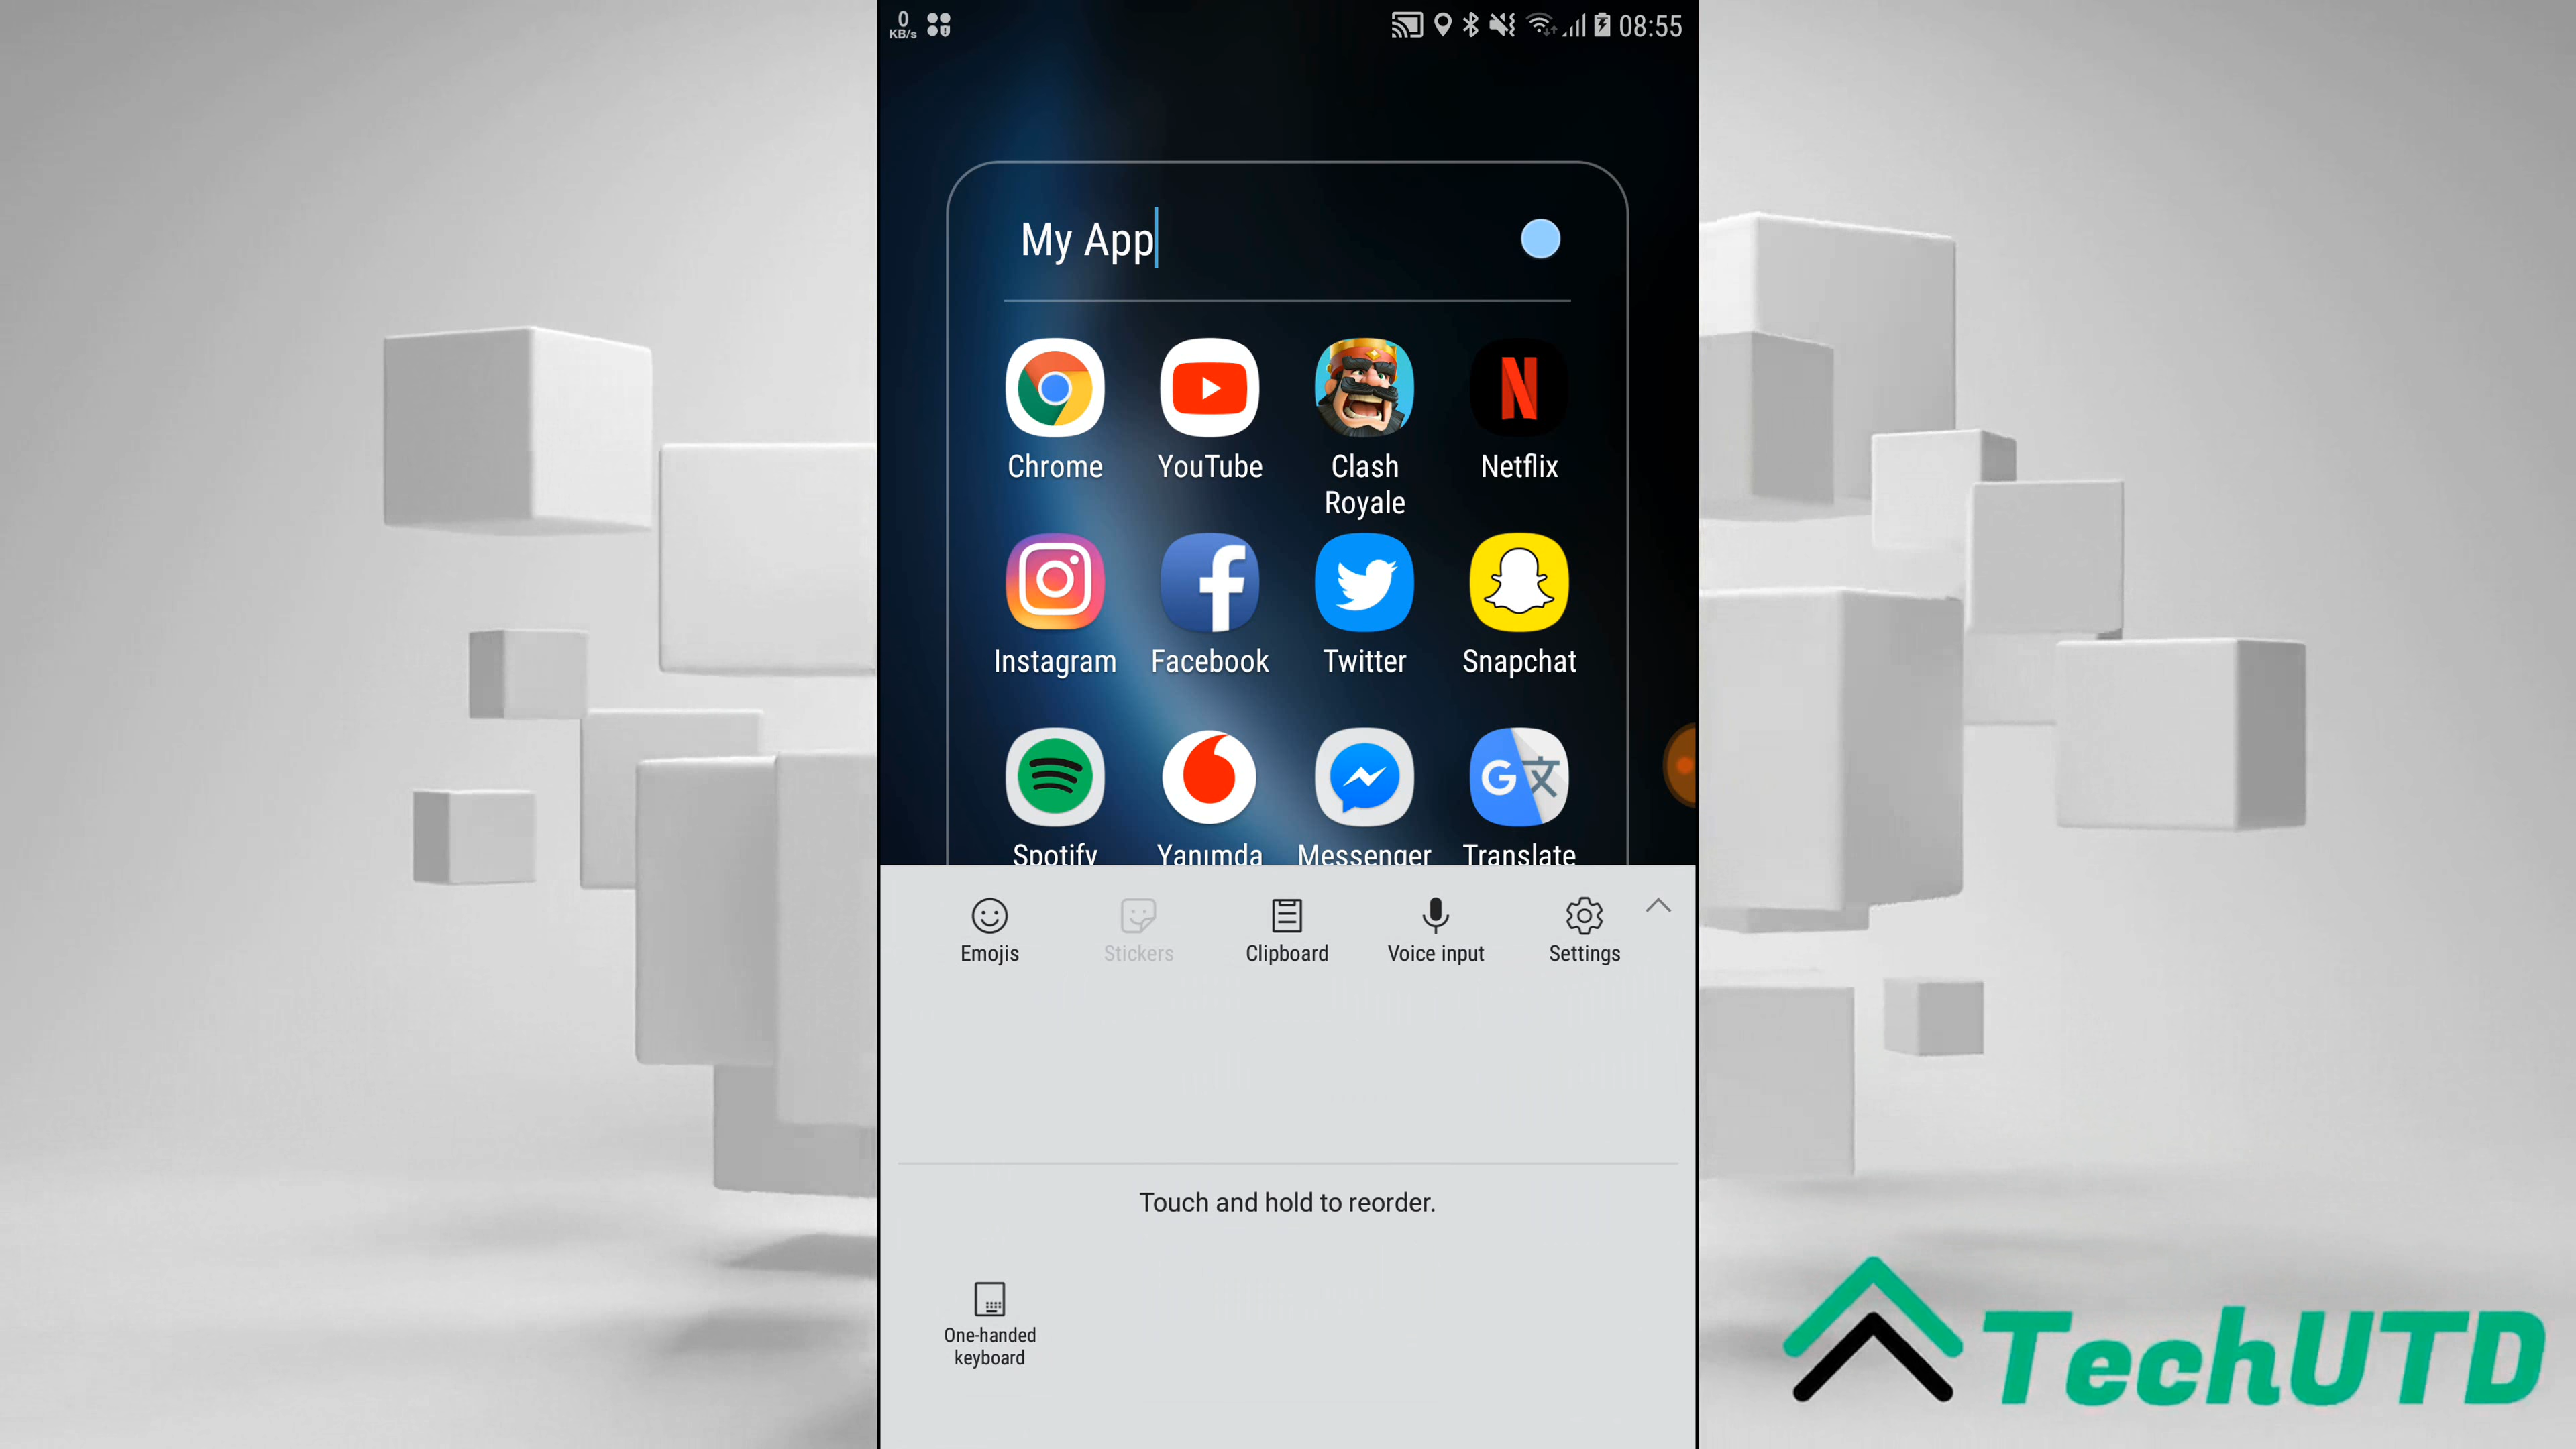 0
KB/s
08:55
My App
Chrome YouTube Clash Netflix
Royale
Instagram Facebook Twitter Snapchat
Spotify Yanımda Messenger Translate
Emojis Stickers Clipboard Voice input Settings
Touch and hold to reorder.
One-handed
keyboard
TechUTD